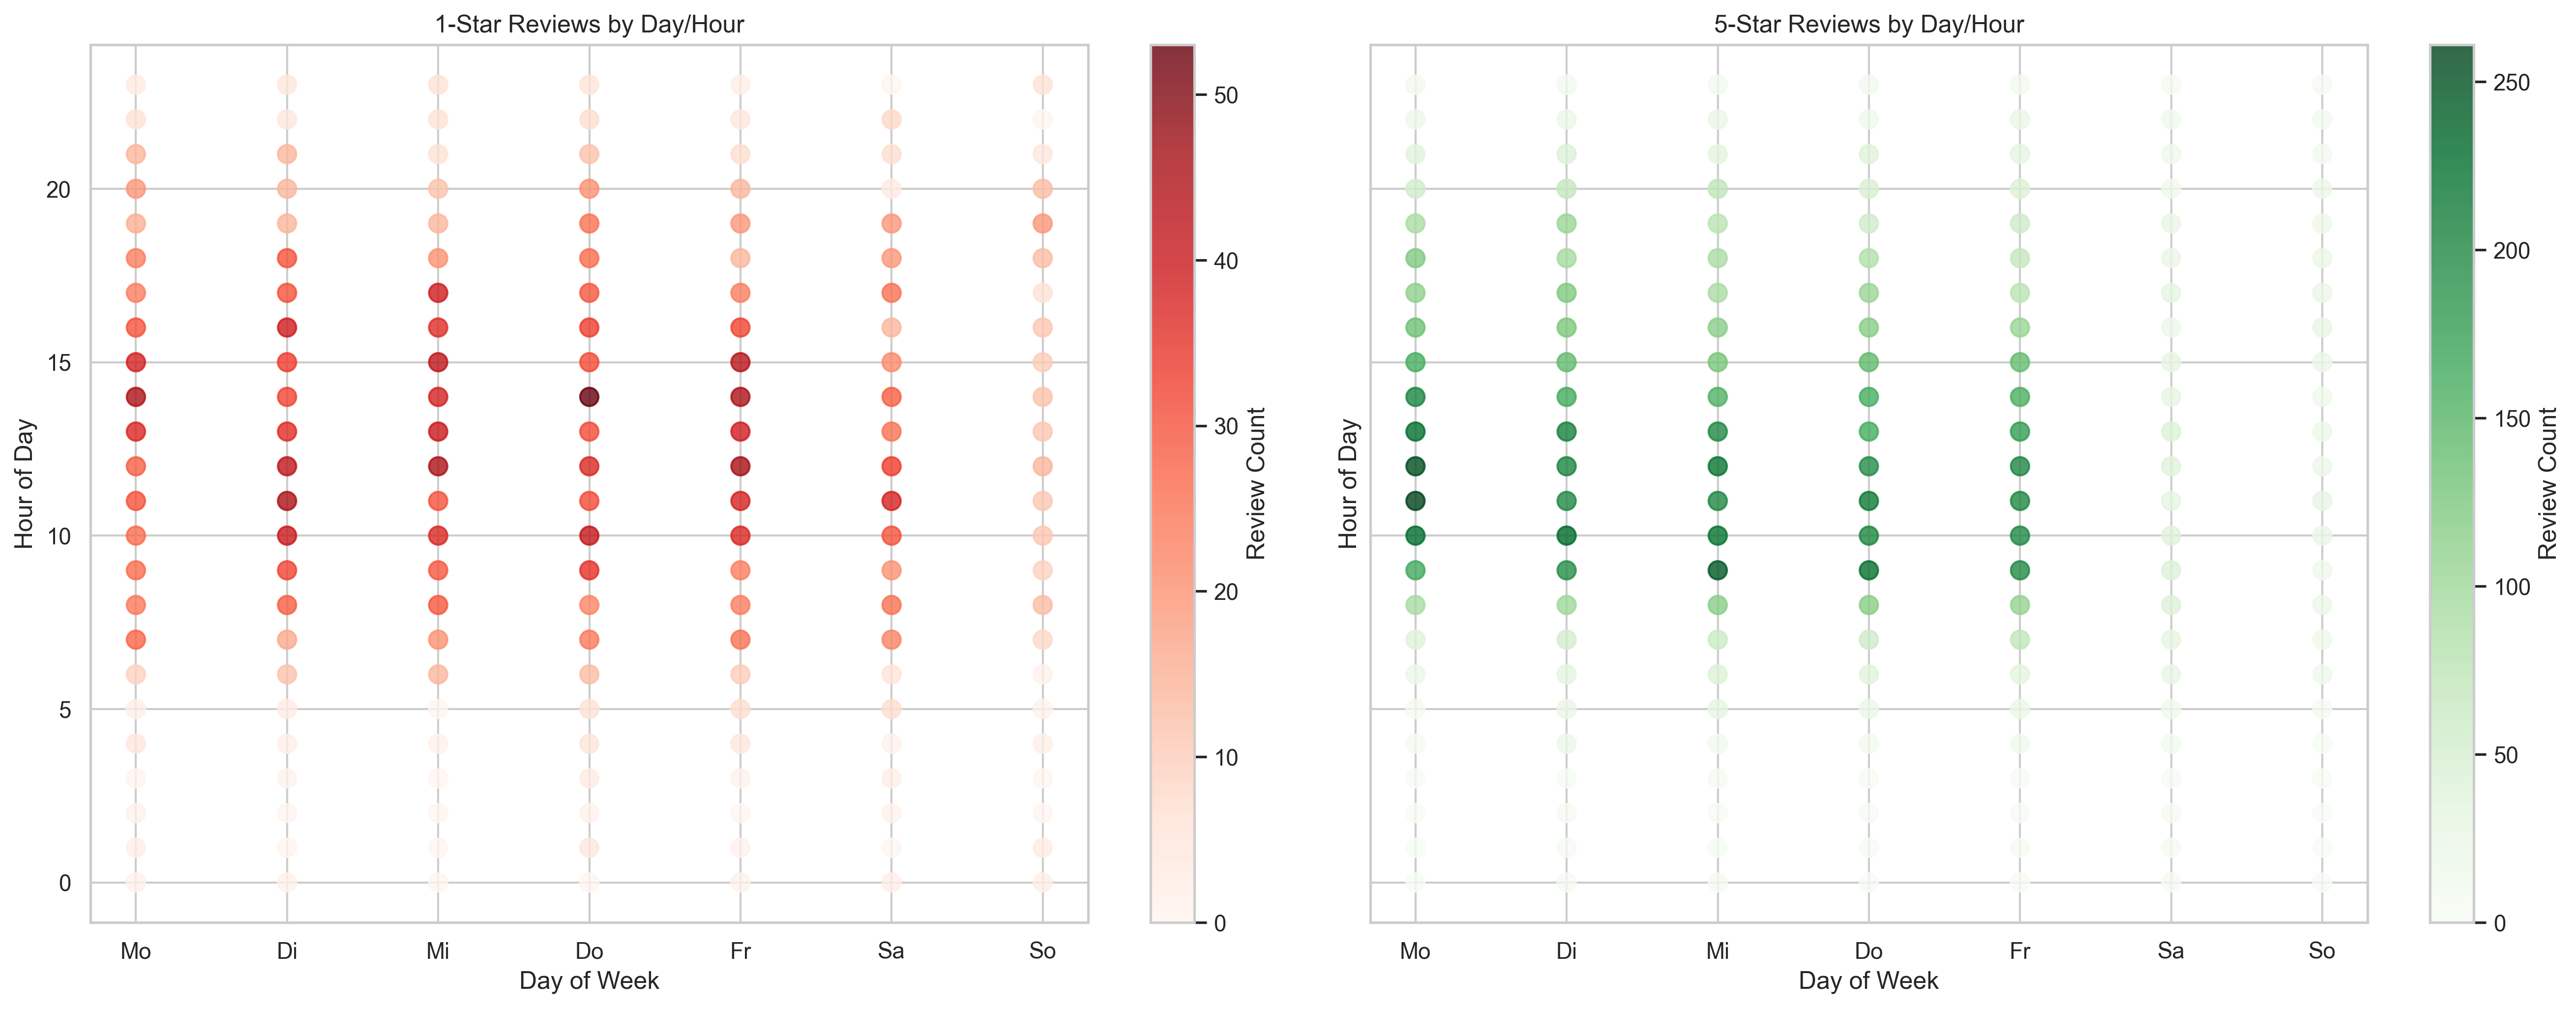 1-Star Reviews by Day/Hour
Hour of Day
20
15
10
5
0
Mo Di Mi Do Fr Sa So
Day of Week
50
40
30
20
10
0
Review Count
5-Star Reviews by Day/Hour
Hour of Day
Mo Di Mi Do Fr Sa So
Day of Week
250
200
150
100
50
0
Review Count